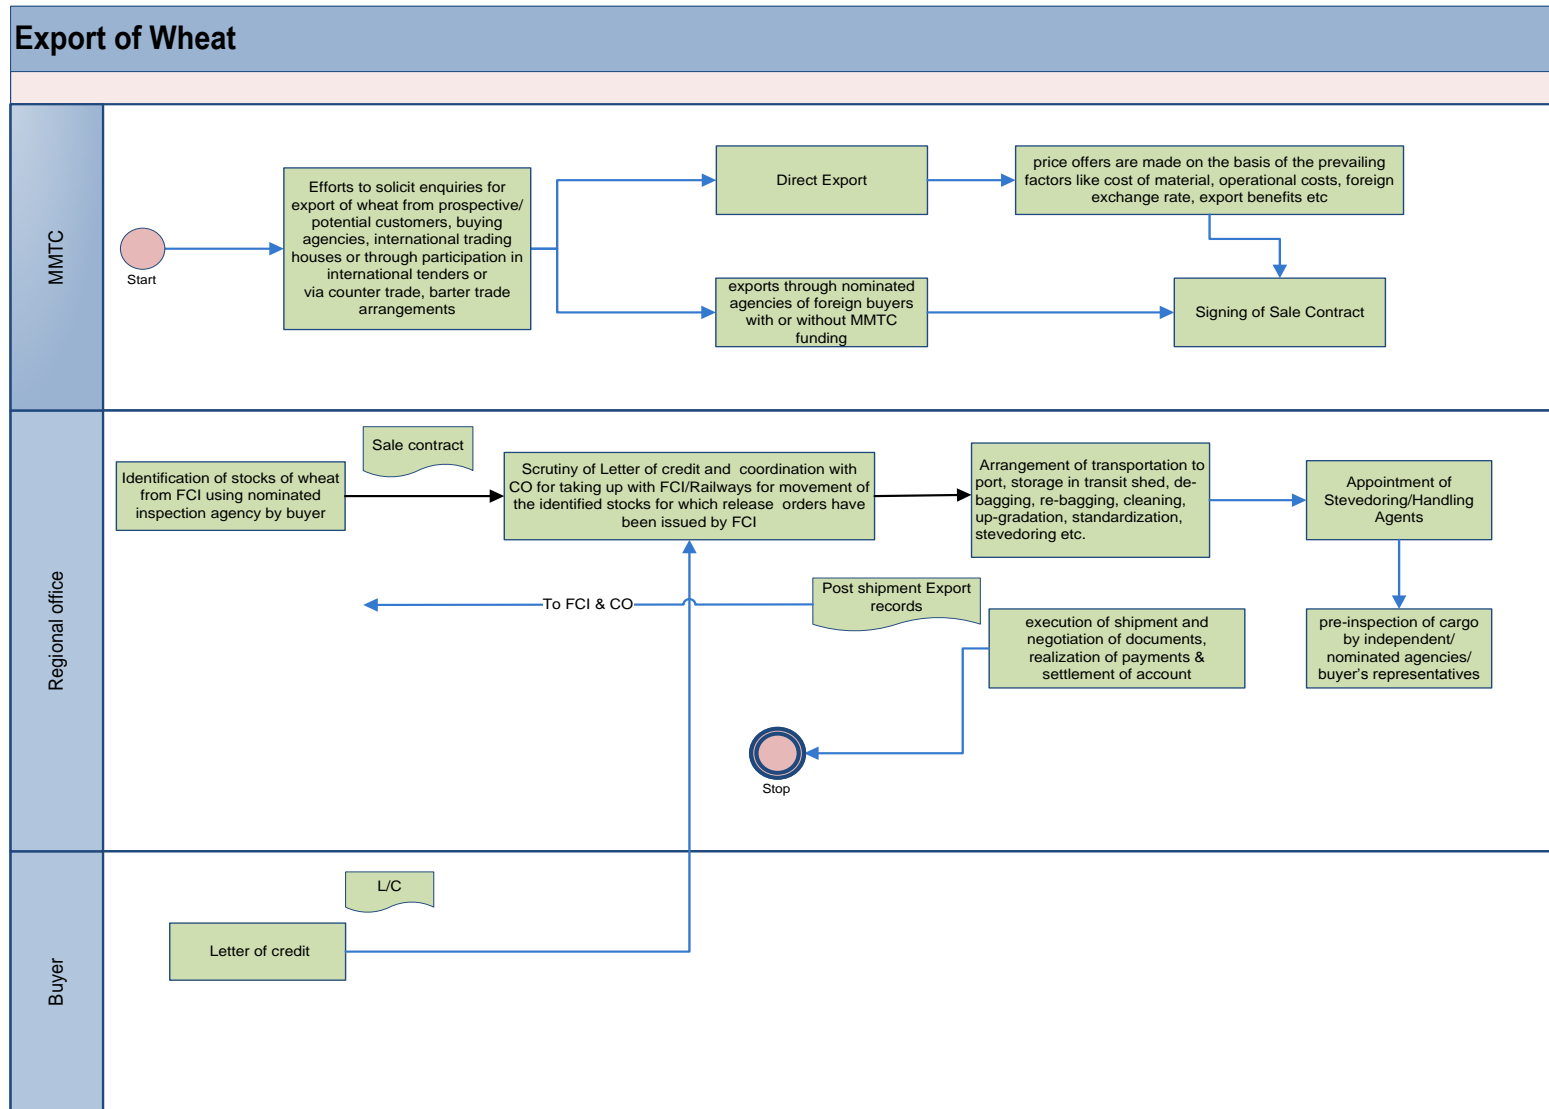 Export of Wheat
MMTC
Start
Efforts to solicit enquiries for
export of wheat from prospective/
potential customers, buying
agencies, international trading
houses or through participation in
international tenders or
via counter trade, barter trade
arrangements
Direct Export
price offers are made on the basis of the prevailing
factors like cost of material, operational costs, foreign
exchange rate, export benefits etc
exports through nominated
agencies of foreign buyers
with or without MMTC
funding
Signing of Sale Contract
Regional office
Identification of stocks of wheat
from FCI using nominated
inspection agency by buyer
Sale contract
Scrutiny of Letter of credit and coordination with
CO for taking up with FCI/Railways for movement of
the identified stocks for which release orders have
been issued by FCI
Arrangement of transportation to
port, storage in transit shed, de-
bagging, re-bagging, cleaning,
up-gradation, standardization,
stevedoring etc.
Appointment of
Stevedoring/Handling
Agents
To FCI & CO
Post shipment Export
records
execution of shipment and
negotiation of documents,
realization of payments &
settlement of account
pre-inspection of cargo
by independent/
nominated agencies/
buyer's representatives
Stop
Buyer
L/C
Letter of credit